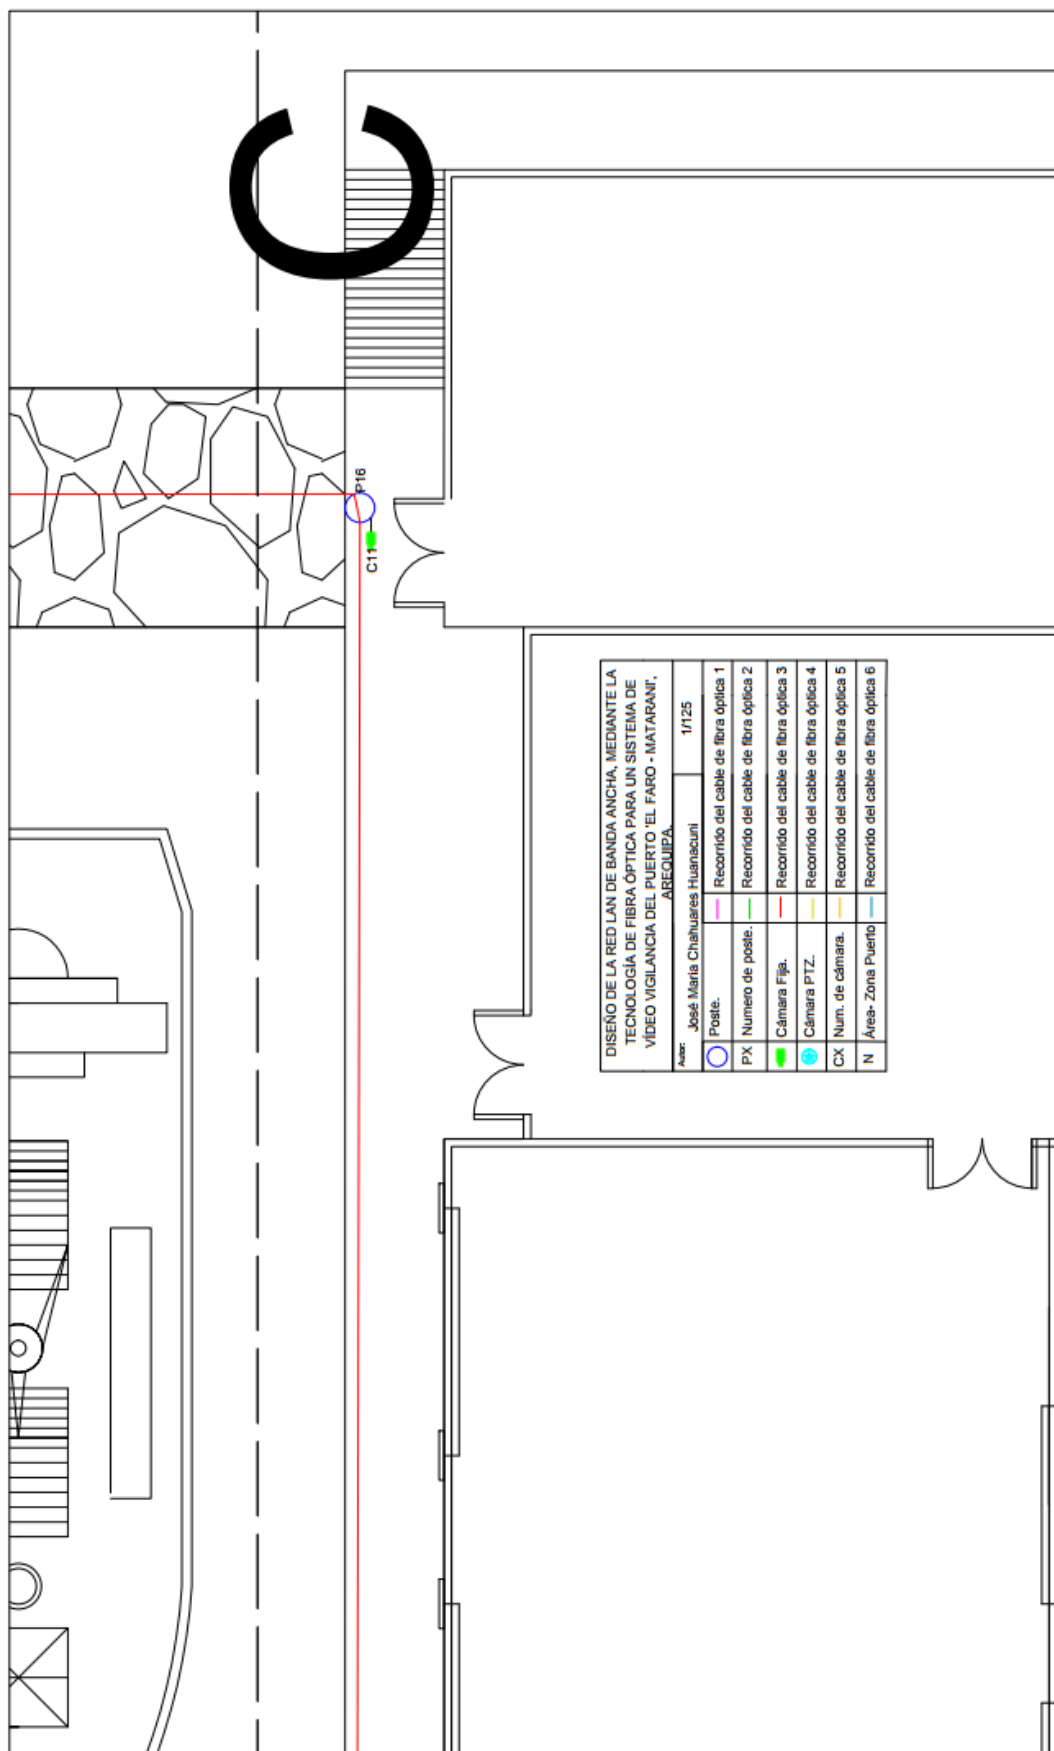 C
P16
C11
DISEÑO DE LA RED LAN DE BANDA ANCHA, MEDIANTE LA
TECNOLOGÍA DE FIBRA ÓPTICA PARA UN SISTEMA DE
VÍDEO VIGILANCIA DEL PUERTO 'EL FARO - MATARANI',
AREQUIPA.
Autor: José María Chahuares Huanacuni 1/125
Poste. Recorrido del cable de fibra óptica 1
PX Numero de poste. Recorrido del cable de fibra óptica 2
Cámara Fija. Recorrido del cable de fibra óptica 3
Cámara PTZ. Recorrido del cable de fibra óptica 4
CX Num. de cámara. Recorrido del cable de fibra óptica 5
N Área- Zona Puerto Recorrido del cable de fibra óptica 6